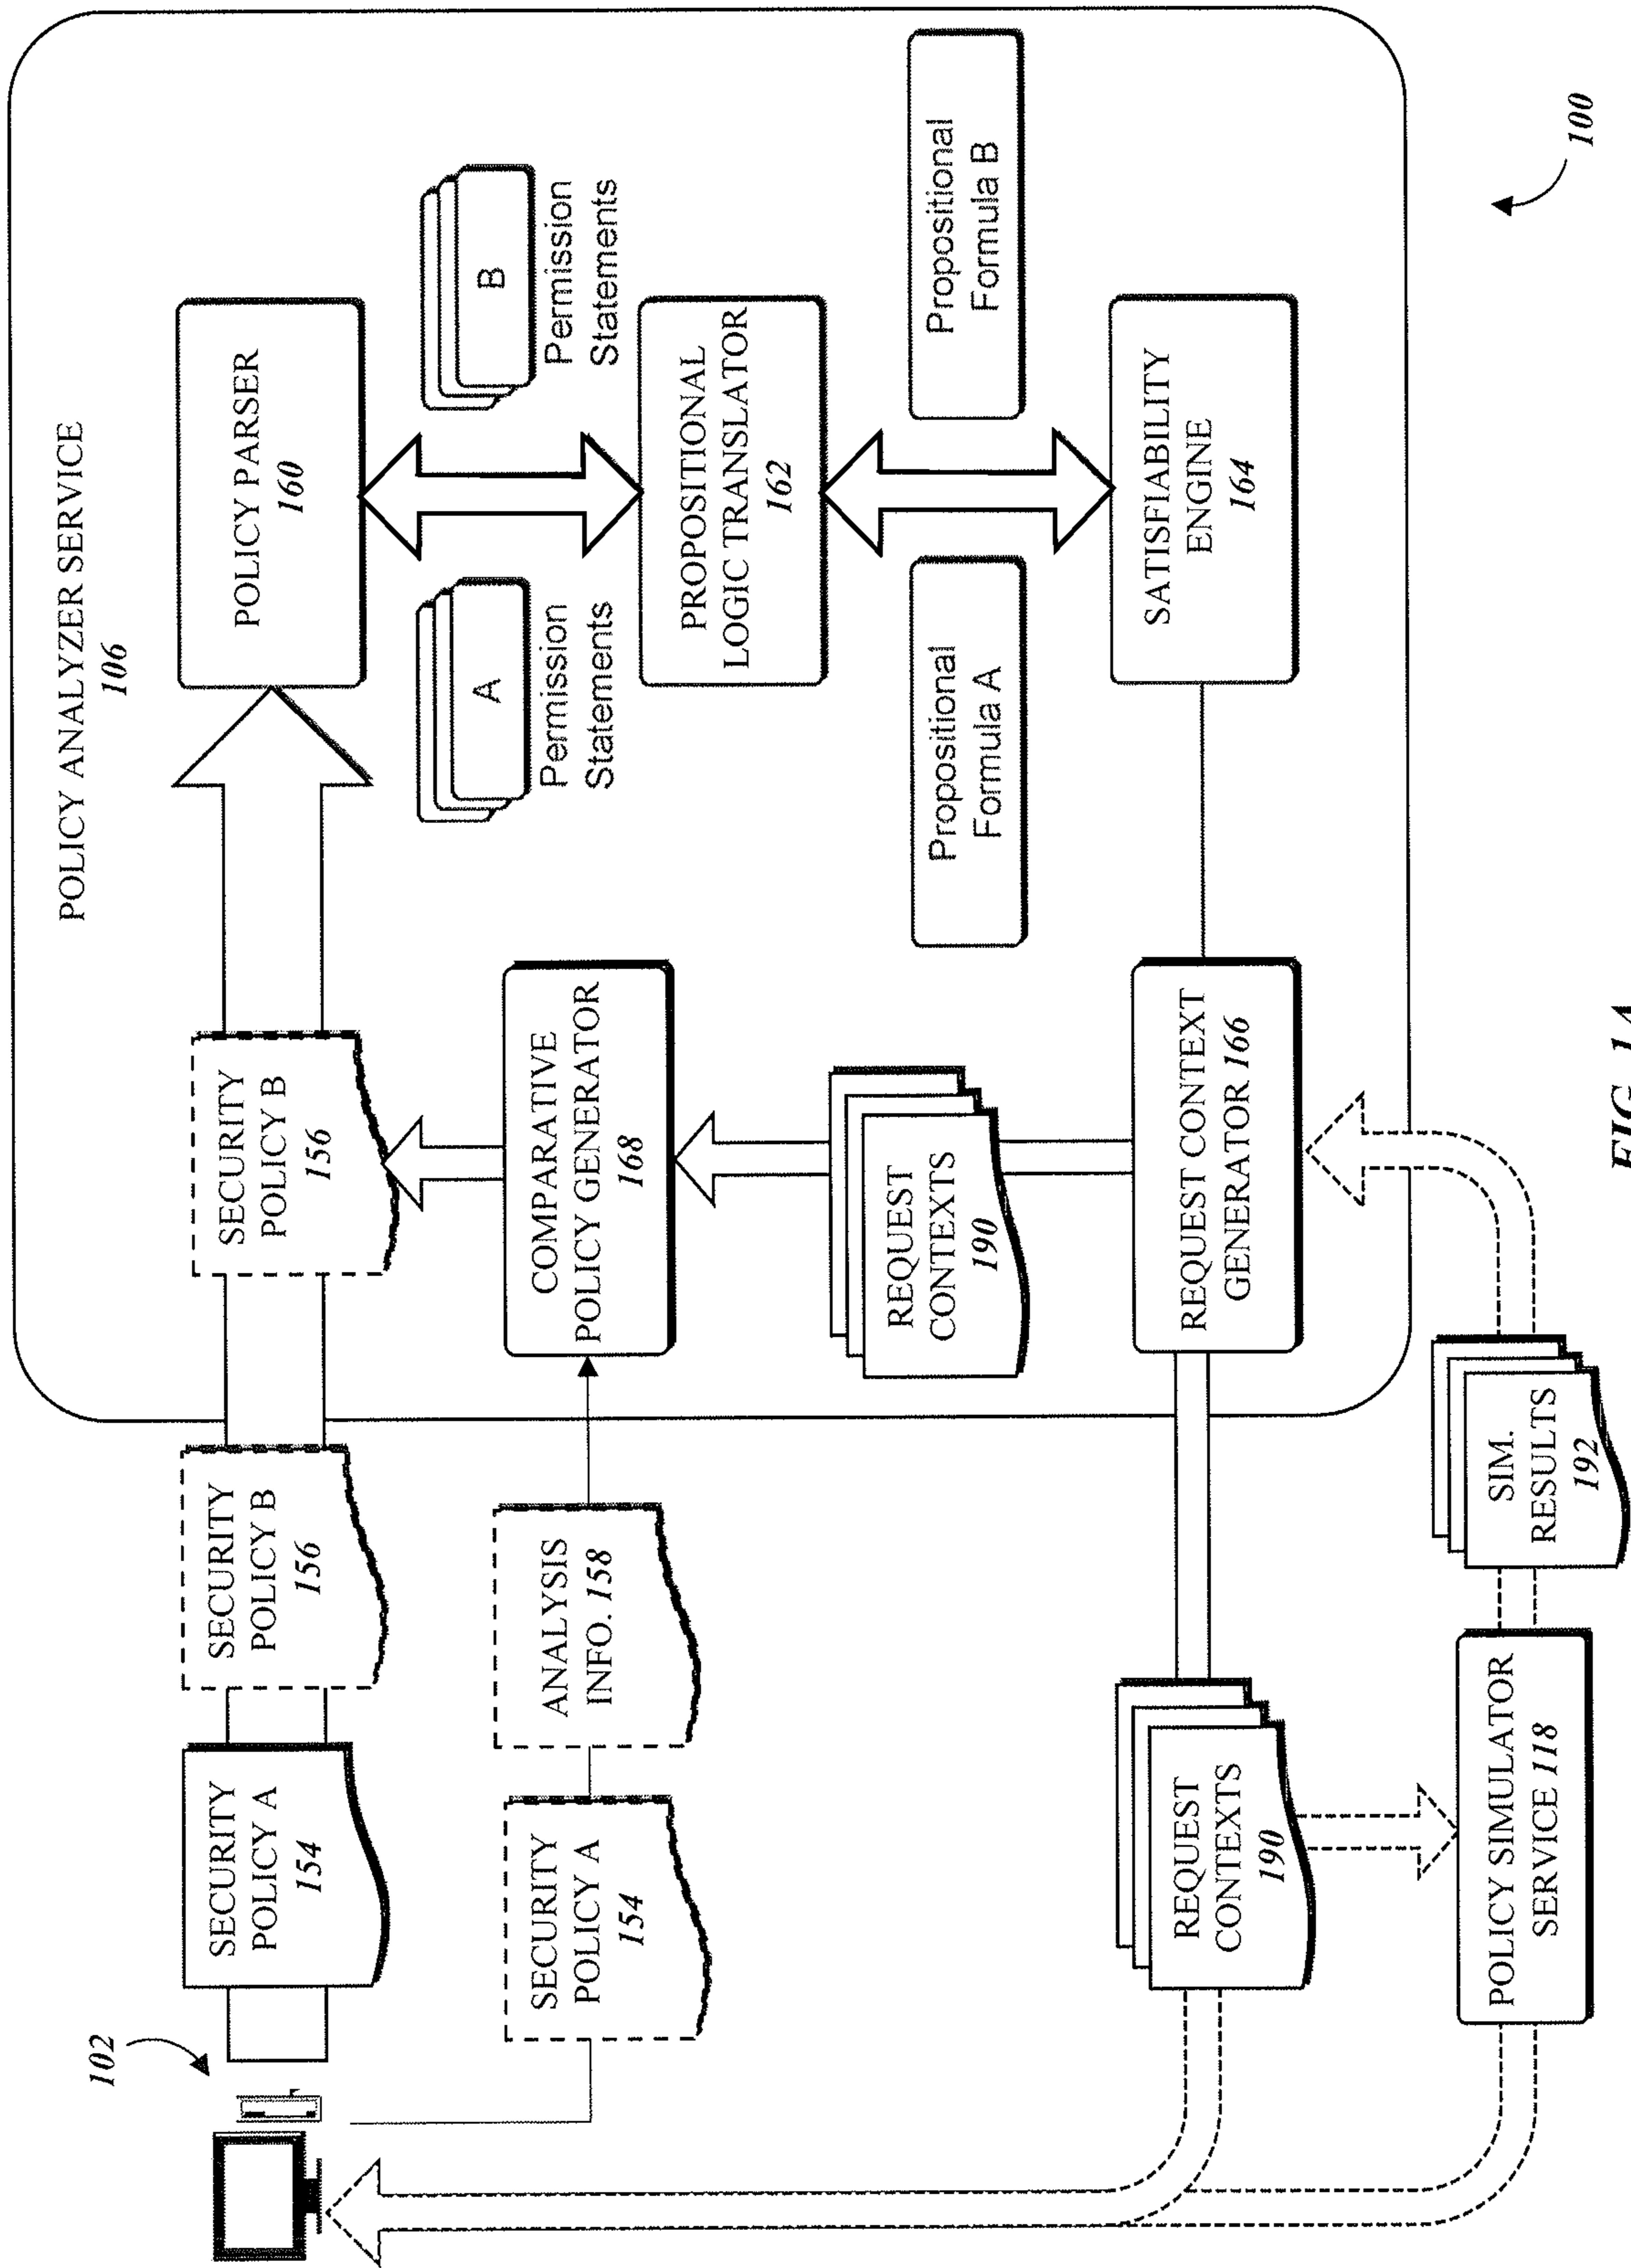 102
SECURITY
POLICY A
154
SECURITY
POLICY B
156
SECURITY
POLICY B
156
POLICY ANALYZER SERVICE
106
POLICY PARSER
160
SECURITY
POLICY A
154
ANALYSIS
INFO. 158
COMPARATIVE
POLICY GENERATOR
168
A
Permission
Statements
B
Permission
Statements
PROPOSITIONAL
LOGIC TRANSLATOR
162
REQUEST
CONTEXTS
190
Propositional
Formula A
Propositional
Formula B
REQUEST
CONTEXTS
190
REQUEST CONTEXT
GENERATOR 166
SATISFIABILITY
ENGINE
164
POLICY SIMULATOR
SERVICE 118
SIM.
RESULTS
192
100
FIG. 1A